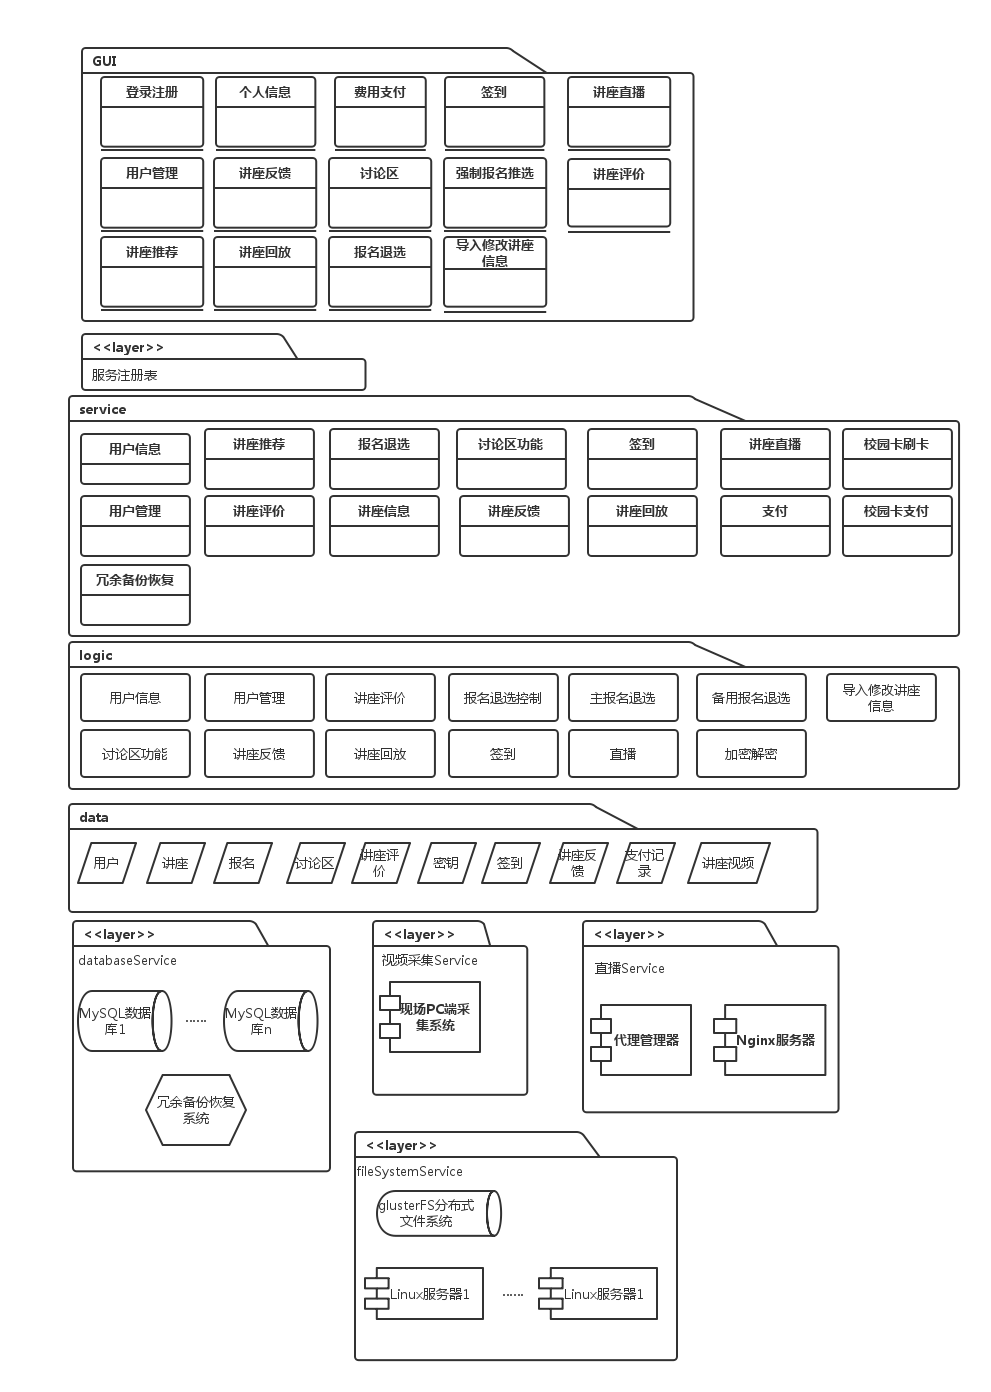 GUI
登录注册
个人信息
费用支付
签到
讲座直播
用户管理
讲座反馈
讨论区
强制报名推选
讲座评价
讲座推荐
讲座回放
报名退选
导入修改讲座
信息
<<layer>>
服务注册表
service
用户信息
讲座推荐
报名退选
讨论区功能
签到
讲座直播
校园卡刷卡
用户管理
讲座评价
讲座信息
讲座反馈
讲座回放
支付
校园卡支付
冗余备份恢复
logic
用户信息
用户管理
讲座评价
报名退选控制
主报名退选
备用报名退选
导入修改讲座
信息
讨论区功能
讲座反馈
讲座回放
签到
直播
加密解密
data
用户
讲座
报名
讨论区
讲座评
价
密钥
签到
讲座反
馈
支付记
录
讲座视频
<<layer>>
databaseService
MySQL数据
库1
......
MySQL数据
库n
冗余备份恢复
系统
<<layer>>
视频采集Service
现场PC端采
集系统
<<layer>>
直播Service
代理管理器
Nginx服务器
<<layer>>
fileSystemService
glusterFS分布式
文件系统
Linux服务器1
......
Linux服务器1